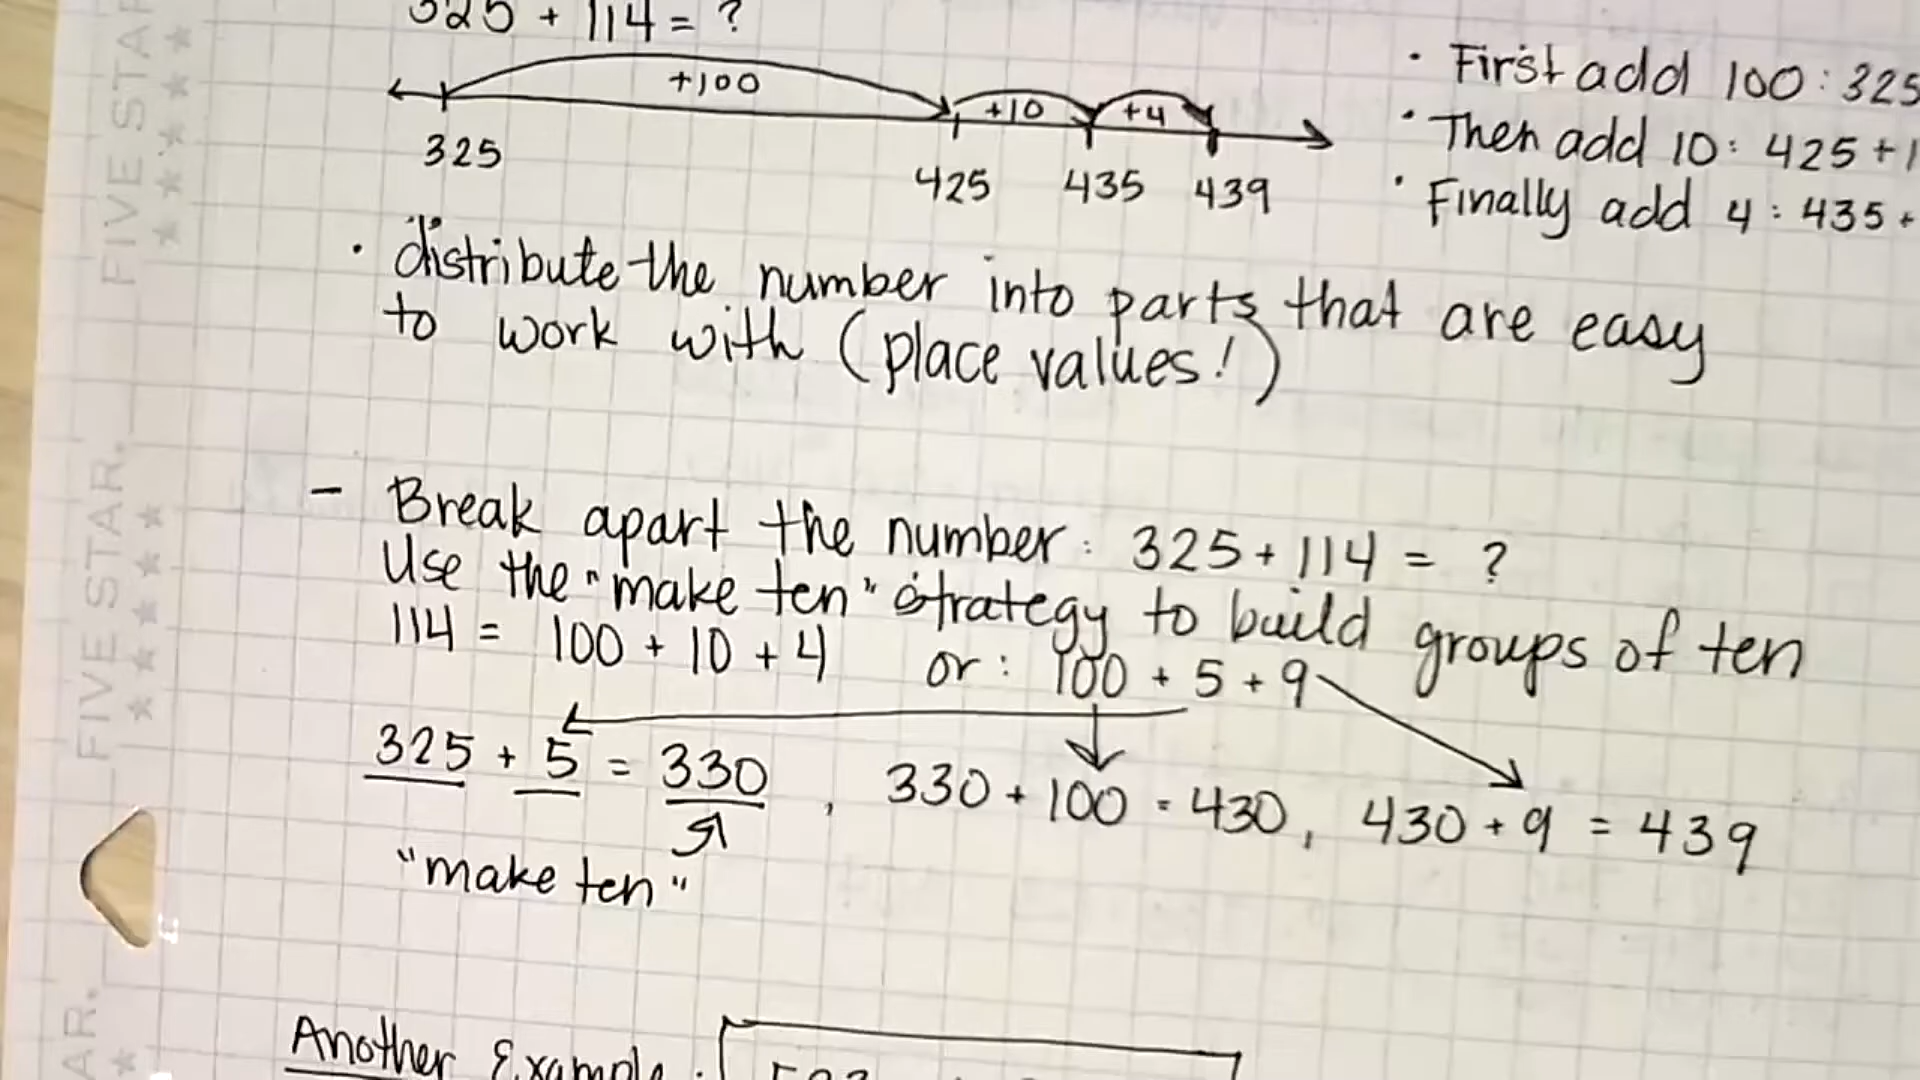 325 + 114 = ?
+100
+10
+4
325
425
435
439
• First add 100 : 325
• Then add 10 : 425 + 1
• Finally add 4 : 435 +
• distribute the number into parts that are easy
to work with (place values!)
- Break apart the number : 325 + 114 = ?
Use the "make ten" strategy to build groups of ten
114 = 100 + 10 + 4 or : 100 + 5 + 9
325 + 5 = 330 , 330 + 100 = 430 , 430 + 9 = 439
"make ten"
Another Example :
FIVE STAR.
FIVE STAR.